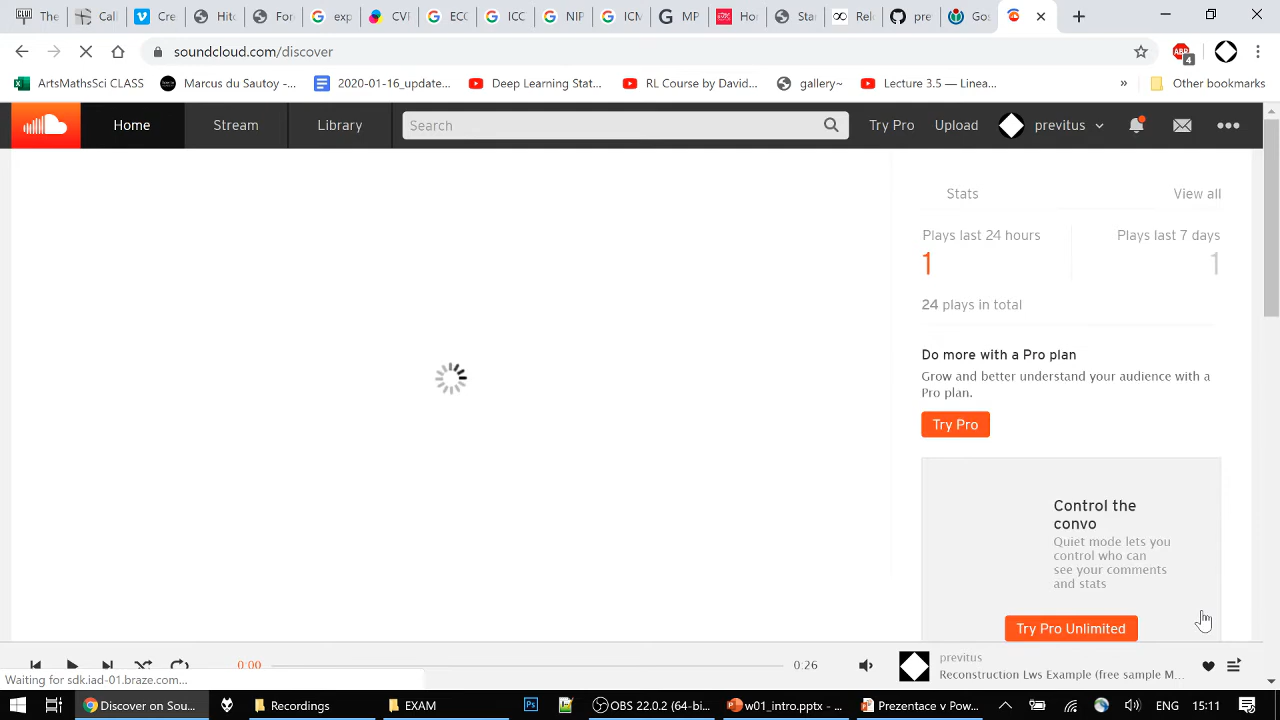 The
Cal
Cre
Hito
For
exp
CVI
ECC
ICC
NIP
ICM
MP
Hor
Sta
Rel
pre
Go
soundcloud.com/discover
4
ArtsMathsSci CLASS
Marcus du Sautoy -...
2020-01-16_update...
Deep Learning Stat...
RL Course by David...
gallery~
Lecture 3.5 — Linea...
»
Other bookmarks
Home
Stream
Library
Search
Try Pro
Upload
previtus
Stats
View all
Plays last 24 hours
Plays last 7 days
1
1
24 plays in total
Do more with a Pro plan
Grow and better understand your audience with a
Pro plan.
Try Pro
Control the
convo
Quiet mode lets you
control who can
see your comments
and stats
Try Pro Unlimited
0:00
0:26
previtus
Reconstruction Lws Example (free sample M...
Waiting for sdk.iad-01.braze.com...
Discover on Sou...
Recordings
EXAM
OBS 22.0.2 (64-bi...
w01_intro.pptx - ...
Prezentace v Pow...
ENG
15:11